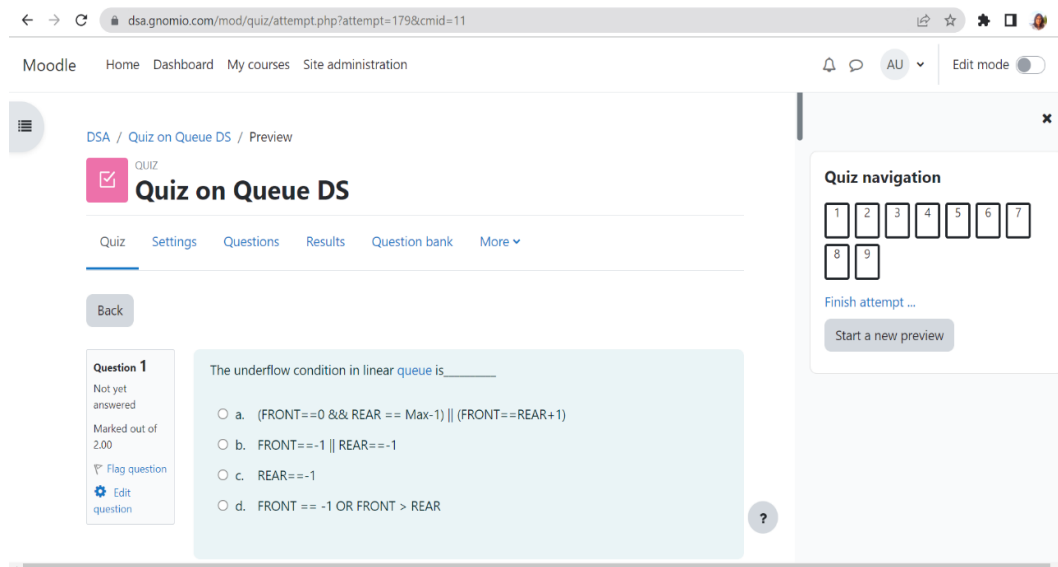 dsa.gnomio.com/mod/quiz/attempt.php?attempt=179&cmid=11
Moodle Home Dashboard My courses Site administration AU Edit mode
DSA / Quiz on Queue DS / Preview
QUIZ
Quiz on Queue DS
Quiz Settings Questions Results Question bank More
Back
Question 1
Not yet
answered
Marked out of
2.00
Flag question
Edit
question
The underflow condition in linear queue is________
a. (FRONT==0 && REAR == Max-1) || (FRONT==REAR+1)
b. FRONT==-1 || REAR==-1
c. REAR==-1
d. FRONT == -1 OR FRONT > REAR
?
Quiz navigation
1 2 3 4 5 6 7
8 9
Finish attempt ...
Start a new preview